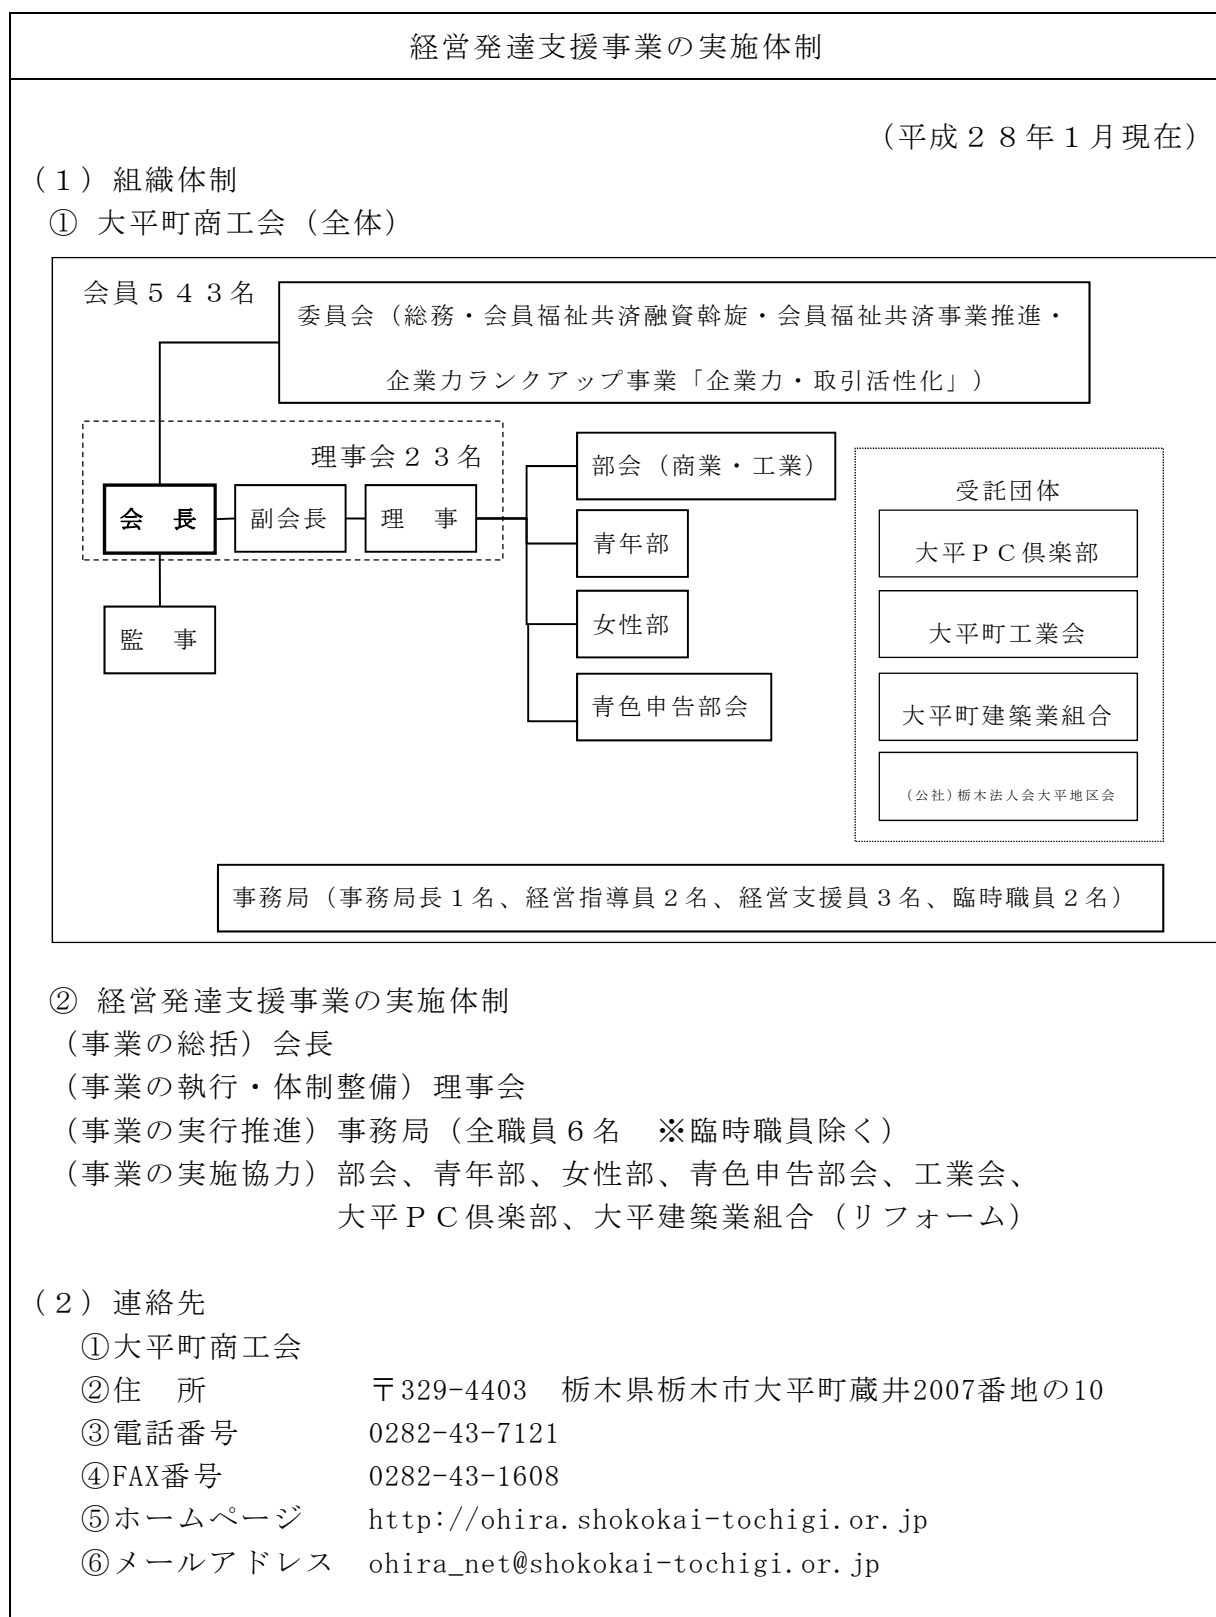 経営発達支援事業の実施体制
（平成２８年１月現在）
（１）組織体制
① 大平町商工会（全体）
会員５４３名
委員会（総務・会員福祉共済融資斡旋・会員福祉共済事業推進・
企業力ランクアップ事業「企業力・取引活性化」）
理事会２３名
会　長
副会長
理　事
監　事
部会（商業・工業）
青年部
女性部
青色申告部会
受託団体
大平ＰＣ倶楽部
大平町工業会
大平町建築業組合
（公社）栃木法人会大平地区会
事務局（事務局長１名、経営指導員２名、経営支援員３名、臨時職員２名）
② 経営発達支援事業の実施体制
（事業の総括）会長
（事業の執行・体制整備）理事会
（事業の実行推進）事務局（全職員６名　※臨時職員除く）
（事業の実施協力）部会、青年部、女性部、青色申告部会、工業会、
大平ＰＣ倶楽部、大平建築業組合（リフォーム）
（２）連絡先
①大平町商工会
②住　所　〒329-4403　栃木県栃木市大平町蔵井2007番地の10
③電話番号　0282-43-7121
④FAX番号　0282-43-1608
⑤ホームページ　http://ohira.shokokai-tochigi.or.jp
⑥メールアドレス　ohira_net@shokokai-tochigi.or.jp